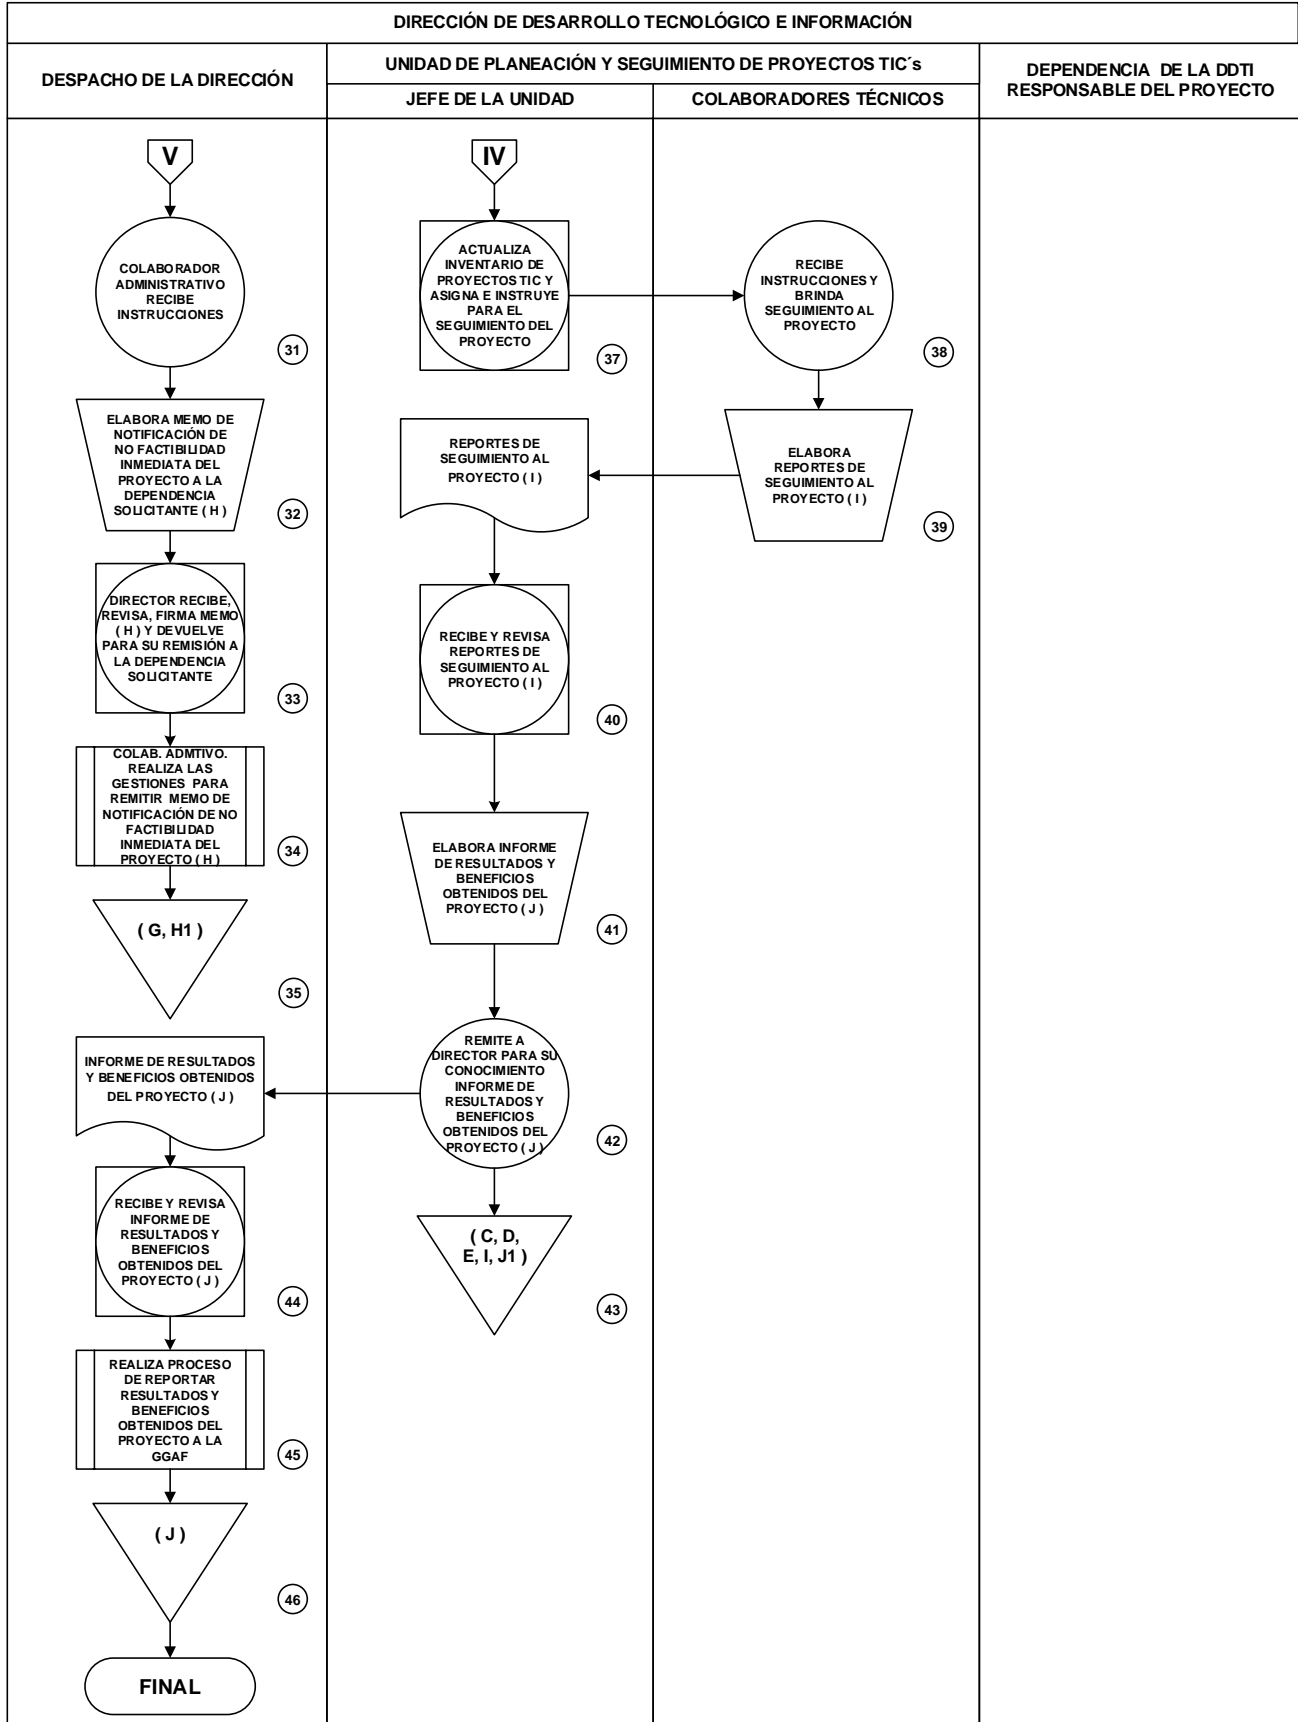 DIRECCIÓN DE DESARROLLO TECNOLÓGICO E INFORMACIÓN
DESPACHO DE LA DIRECCIÓN
UNIDAD DE PLANEACIÓN Y SEGUIMIENTO DE PROYECTOS TIC´s
JEFE DE LA UNIDAD
COLABORADORES TÉCNICOS
DEPENDENCIA DE LA DDTI
RESPONSABLE DEL PROYECTO
V
COLABORADOR
ADMINISTRATIVO
RECIBE
INSTRUCCIONES
31
ELABORA MEMO DE
NOTIFICACIÓN DE
NO FACTIBILIDAD
INMEDIATA DEL
PROYECTO A LA
DEPENDENCIA
SOLICITANTE ( H )
32
DIRECTOR RECIBE,
REVISA, FIRMA MEMO
( H ) Y DEVUELVE
PARA SU REMISIÓN A
LA DEPENDENCIA
SOLICITANTE
33
COLAB. ADMTIVO.
REALIZA LAS
GESTIONES PARA
REMITIR MEMO DE
NOTIFICACIÓN DE NO
FACTIBILIDAD
INMEDIATA DEL
PROYECTO ( H )
34
( G, H1 )
35
INFORME DE RESULTADOS
Y BENEFICIOS OBTENIDOS
DEL PROYECTO ( J )
RECIBE Y REVISA
INFORME DE
RESULTADOS Y
BENEFICIOS
OBTENIDOS DEL
PROYECTO ( J )
44
REALIZA PROCESO
DE REPORTAR
RESULTADOS Y
BENEFICIOS
OBTENIDOS DEL
PROYECTO A LA
GGAF
45
( J )
46
FINAL
IV
ACTUALIZA
INVENTARIO DE
PROYECTOS TIC Y
ASIGNA E INSTRUYE
PARA EL
SEGUIMIENTO DEL
PROYECTO
37
REPORTES DE
SEGUIMIENTO AL
PROYECTO ( I )
RECIBE Y REVISA
REPORTES DE
SEGUIMIENTO AL
PROYECTO ( I )
40
ELABORA INFORME
DE RESULTADOS Y
BENEFICIOS
OBTENIDOS DEL
PROYECTO ( J )
41
REMITE A
DIRECTOR PARA SU
CONOCIMIENTO
INFORME DE
RESULTADOS Y
BENEFICIOS
OBTENIDOS DEL
PROYECTO ( J )
42
( C, D,
E, I, J1 )
43
RECIBE
INSTRUCCIONES Y
BRINDA
SEGUIMIENTO AL
PROYECTO
38
ELABORA
REPORTES DE
SEGUIMIENTO AL
PROYECTO ( I )
39